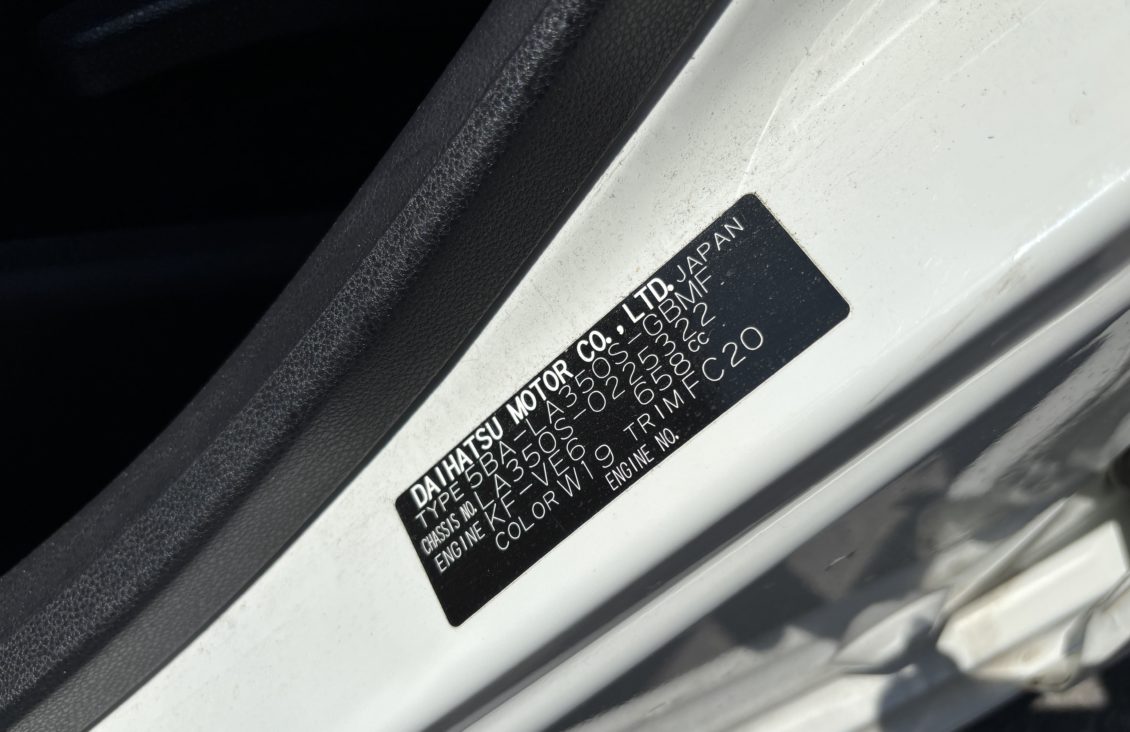 DAIHATSU MOTOR CO., LTD. JAPAN
TYPE 5BA-LA350S-GBMF
CHASSIS NO. LA350S-0225322
ENGINE KF-VE6 658cc
COLOR W19 TRIM FC20
ENGINE NO.